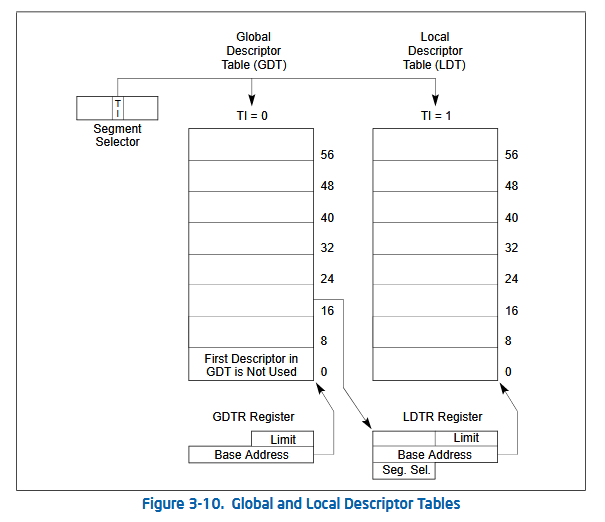 Global
Descriptor
Table (GDT)
Local
Descriptor
Table (LDT)
T
I
Segment
Selector
TI = 0
TI = 1
56
48
40
32
24
16
8
0
First Descriptor in
GDT is Not Used
56
48
40
32
24
16
8
0
GDTR Register
Limit
Base Address
LDTR Register
Limit
Base Address
Seg. Sel.
Figure 3-10. Global and Local Descriptor Tables